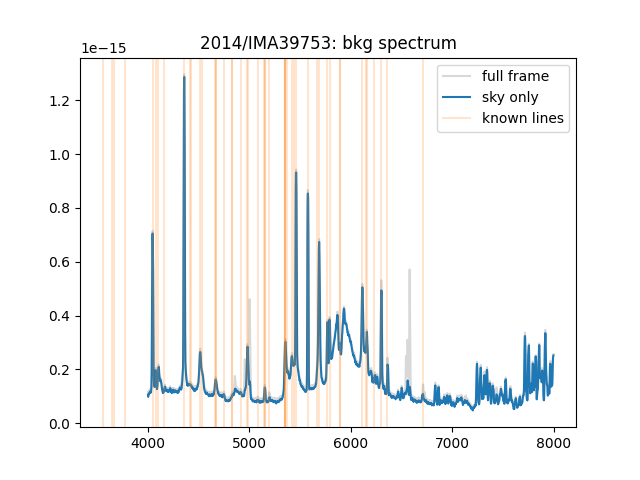 2014/IMA39753: bkg spectrum
1e−15
full frame
sky only
known lines
1.2
1.0
0.8
0.6
0.4
0.2
0.0
4000 5000 6000 7000 8000